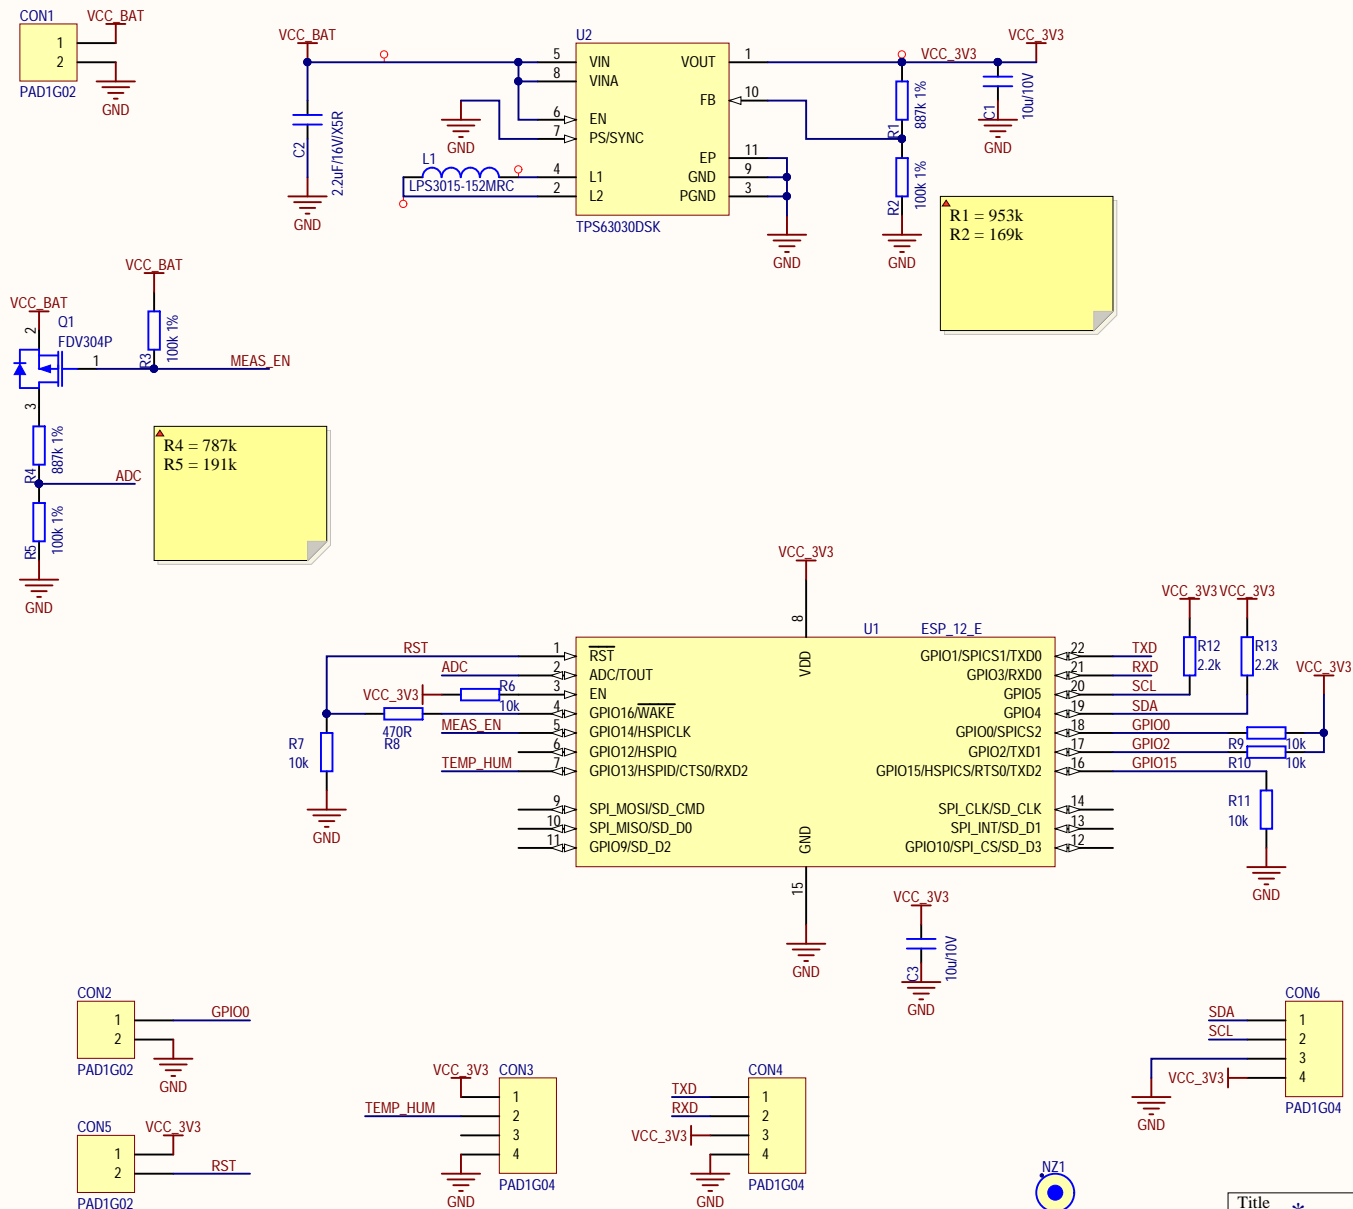 CON1
VCC_BAT
1
2
PAD1G02
GND
VCC_BAT
C2
2.2uF/16V/X5R
GND
GND
L1
LPS3015-152MRC
U2
5 VIN VOUT 1
8 VINA
FB 10
6 EN
7 PS/SYNC
EP 11
4 L1 GND 9
2 L2 PGND 3
TPS63030DSK
GND
VCC_3V3
VCC_3V3
R1
887k 1%
C1
10u/10V
GND
R2
100k 1%
GND
R1 = 953k
R2 = 169k
VCC_BAT
VCC_BAT
2
Q1
FDV304P
1
R3
100k 1%
MEAS_EN
3
R4
887k 1%
ADC
R5
100k 1%
GND
R4 = 787k
R5 = 191k
VCC_3V3
8
U1 ESP_12_E
VDD
RST 1 RST GPIO1/SPICS1/TXD0 22 TXD
ADC 2 ADC/TOUT GPIO3/RXD0 21 RXD
VCC_3V3 R6 10k 3 EN GPIO5 20 SCL
470R R8 4 GPIO16/WAKE GPIO4 19 SDA
MEAS_EN 5 GPIO14/HSPICLK GPIO0/SPICS2 18 GPIO0
6 GPIO12/HSPIQ GPIO2/TXD1 17 GPIO2
TEMP_HUM 7 GPIO13/HSPID/CTS0/RXD2 GPIO15/HSPICS/RTS0/TXD2 16 GPIO15
9 SPI_MOSI/SD_CMD SPI_CLK/SD_CLK 14
10 SPI_MISO/SD_D0 SPI_INT/SD_D1 13
11 GPIO9/SD_D2 GPIO10/SPI_CS/SD_D3 12
GND
15
GND
R7
10k
GND
VCC_3V3 VCC_3V3
R12
2.2k
R13
2.2k
VCC_3V3
R9 10k
R10 10k
R11
10k
GND
VCC_3V3
C3
10u/10V
GND
CON2
1 GPIO0
2
PAD1G02
GND
CON5
VCC_3V3
1
2 RST
PAD1G02
VCC_3V3
CON3
1
TEMP_HUM 2
3
4
GND
PAD1G04
CON4
TXD 1
RXD 2
VCC_3V3 3
4
GND
PAD1G04
CON6
SDA 1
SCL 2
3
VCC_3V3 4
GND
PAD1G04
NZ1
Title
*